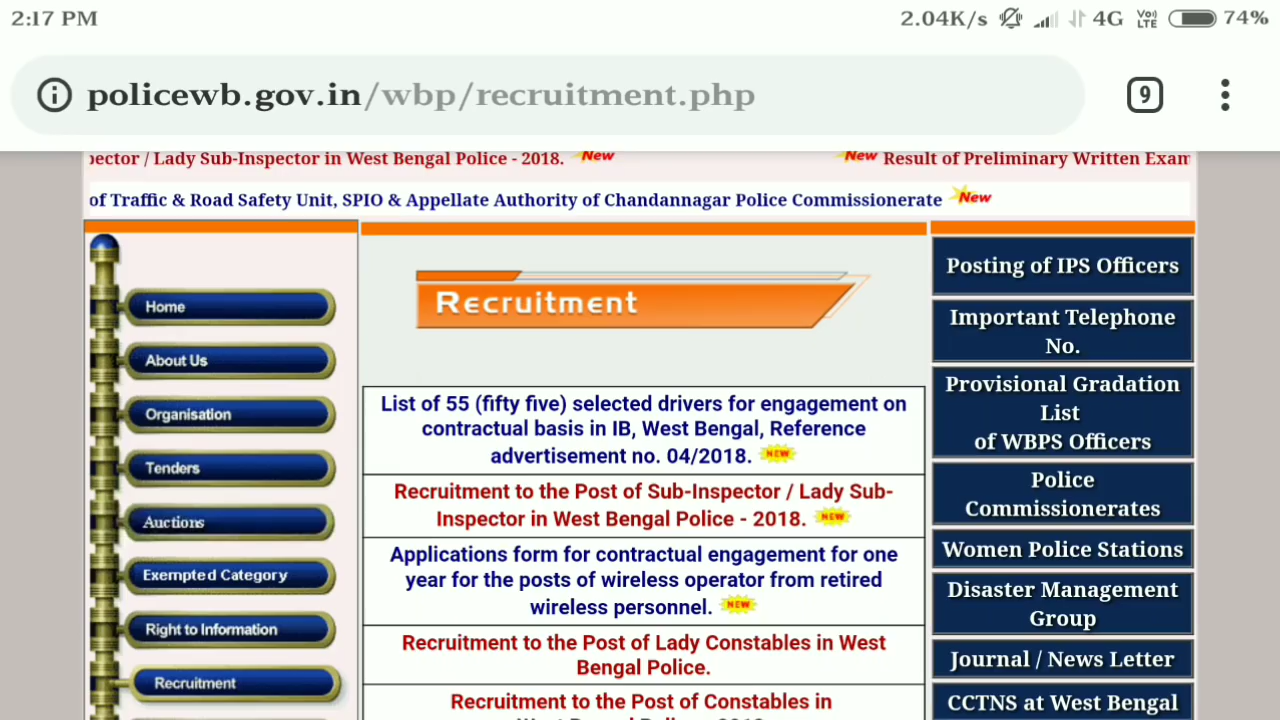 2:17 PM
2.04K/s 4G VoLTE 74%
policewb.gov.in/wbp/recruitment.php
9
/ Lady Sub-Inspector in West Bengal Police - 2018. New
New Result of Preliminary Written Exam
of Traffic & Road Safety Unit, SPIO & Appellate Authority of Chandannagar Police Commissionerate New
Home
About Us
Organisation
Tenders
Auctions
Exempted Category
Right to Information
Recruitment
Recruitment
List of 55 (fifty five) selected drivers for engagement on
contractual basis in IB, West Bengal, Reference
advertisement no. 04/2018. NEW
Recruitment to the Post of Sub-Inspector / Lady Sub-
Inspector in West Bengal Police - 2018. NEW
Applications form for contractual engagement for one
year for the posts of wireless operator from retired
wireless personnel. NEW
Recruitment to the Post of Lady Constables in West
Bengal Police.
Recruitment to the Post of Constables in
Posting of IPS Officers
Important Telephone
No.
Provisional Gradation
List
of WBPS Officers
Police
Commissionerates
Women Police Stations
Disaster Management
Group
Journal / News Letter
CCTNS at West Bengal